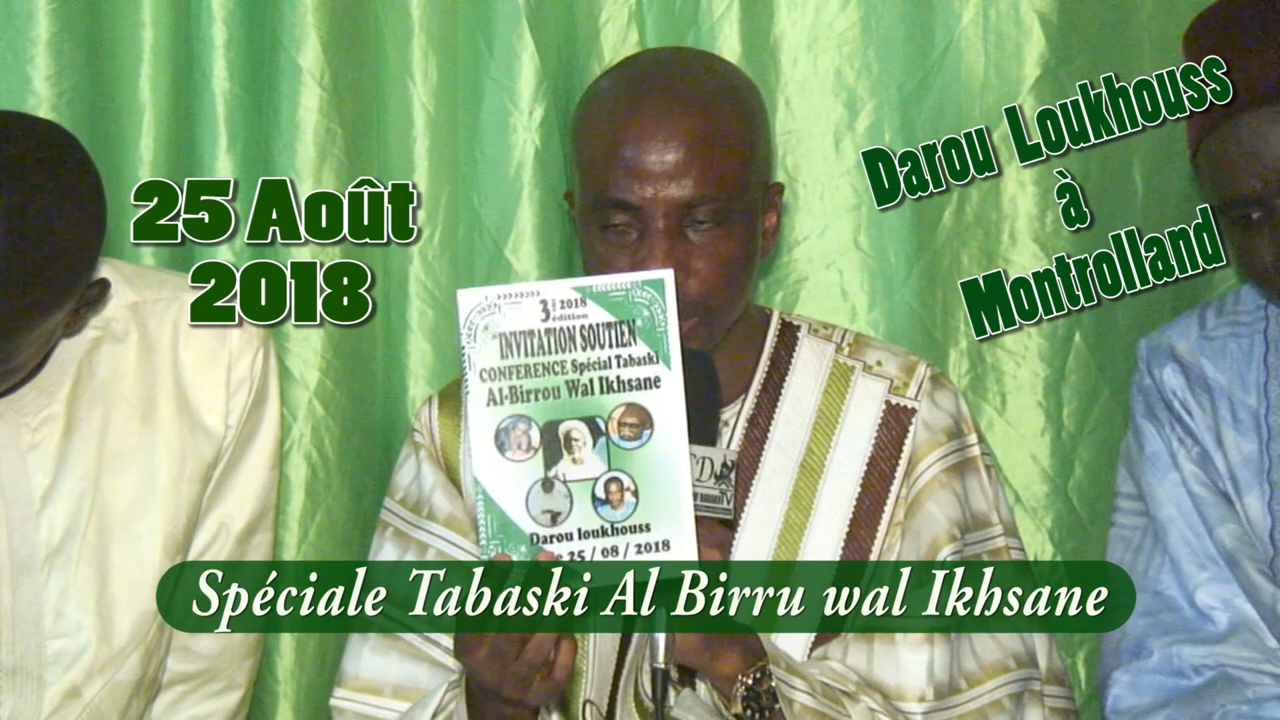 25 Août
2018
Darou Loukhouss
à
Montrolland
3
2018
édition
INVITATION SOUTIEN
CONFERENCE Spécial Tabaski
Al-Birrou Wal Ikhsane
Darou loukhouss
25 / 08 / 2018
Spéciale Tabaski Al Birru wal Ikhsane